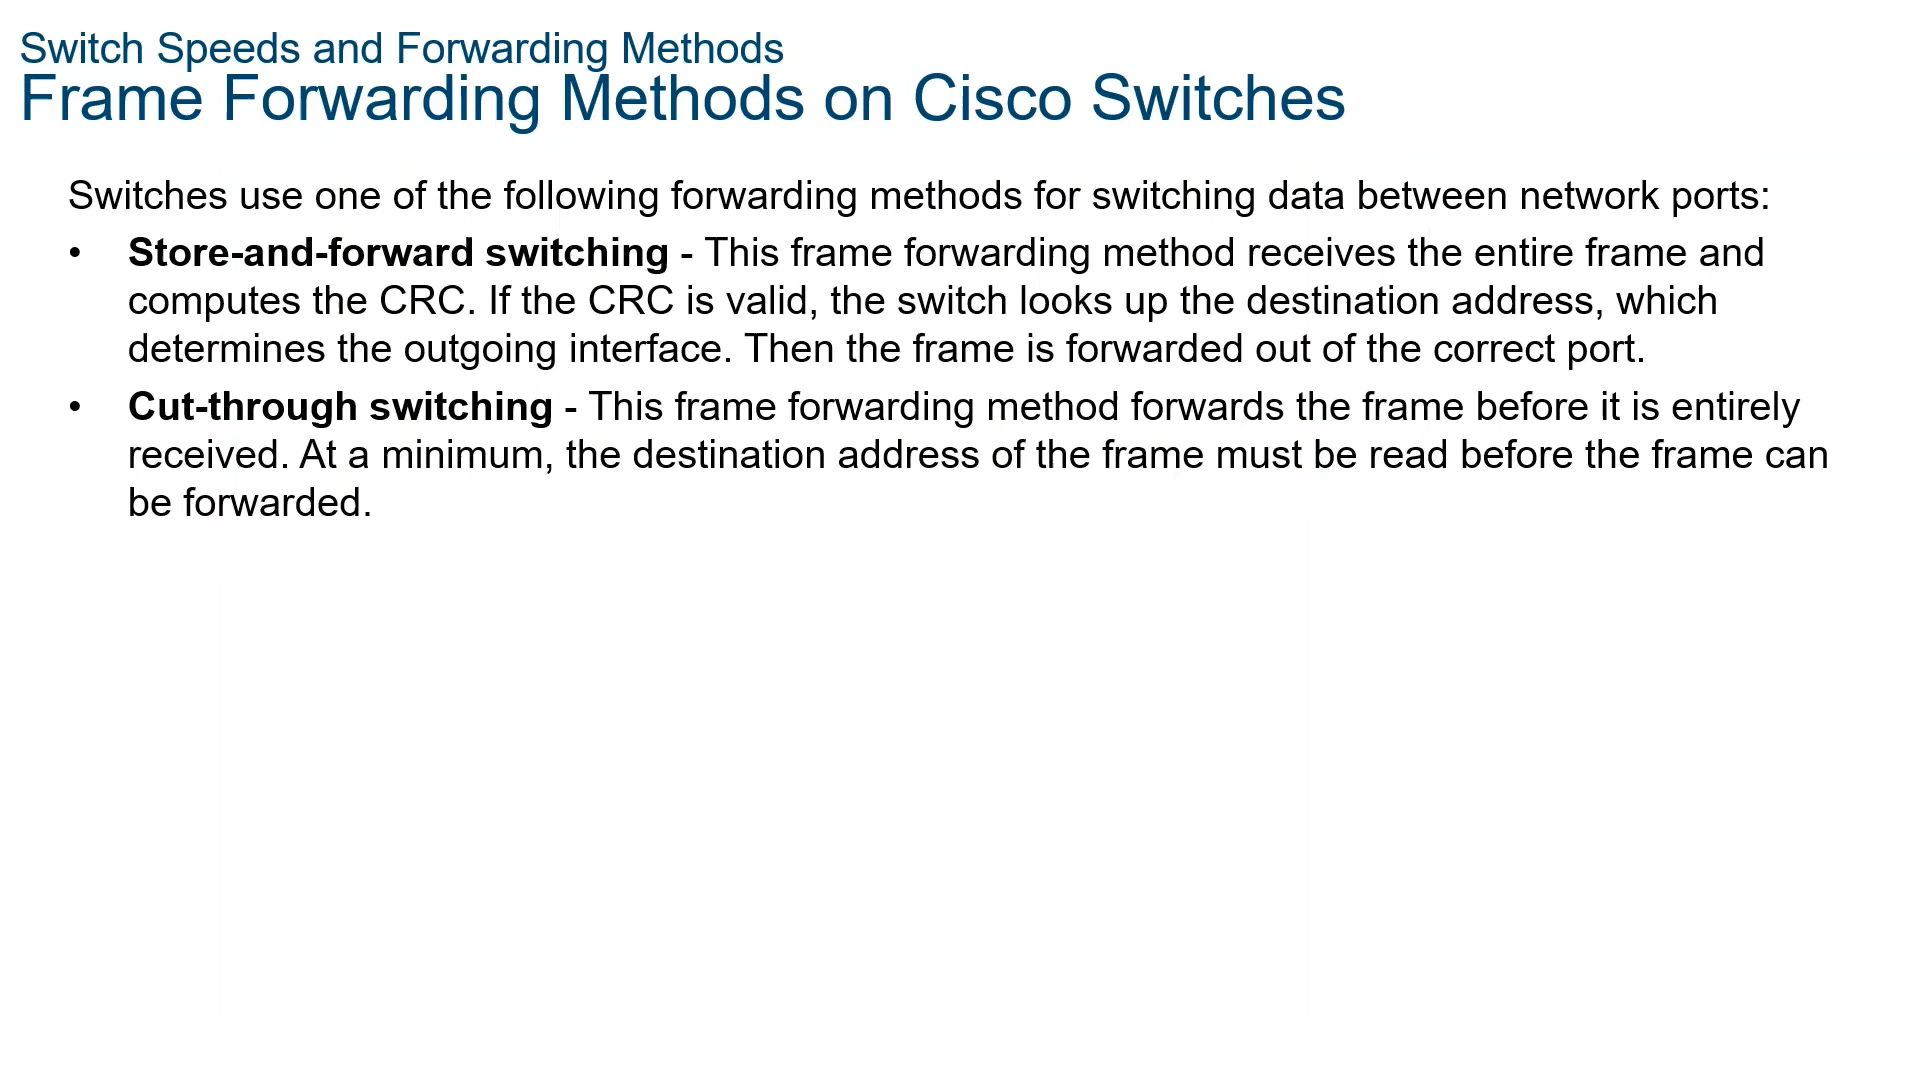 Switch Speeds and Forwarding Methods
Frame Forwarding Methods on Cisco Switches
Switches use one of the following forwarding methods for switching data between network ports:
• Store-and-forward switching - This frame forwarding method receives the entire frame and
computes the CRC. If the CRC is valid, the switch looks up the destination address, which
determines the outgoing interface. Then the frame is forwarded out of the correct port.
• Cut-through switching - This frame forwarding method forwards the frame before it is entirely
received. At a minimum, the destination address of the frame must be read before the frame can
be forwarded.